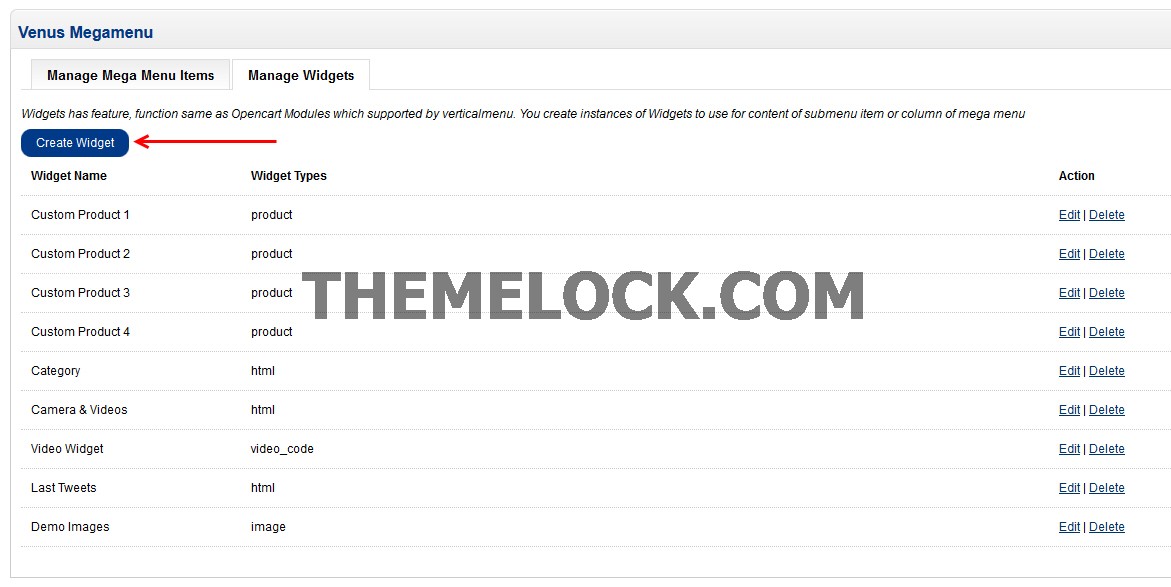 Venus Megamenu
Manage Mega Menu Items Manage Widgets
Widgets has feature, function same as Opencart Modules which supported by verticalmenu. You create instances of Widgets to use for content of submenu item or column of mega menu
Create Widget
Widget Name Widget Types Action
Custom Product 1 product Edit | Delete
Custom Product 2 product Edit | Delete
Custom Product 3 product Edit | Delete
THEMELOCK.COM
Custom Product 4 product Edit | Delete
Category html Edit | Delete
Camera & Videos html Edit | Delete
Video Widget video_code Edit | Delete
Last Tweets html Edit | Delete
Demo Images image Edit | Delete